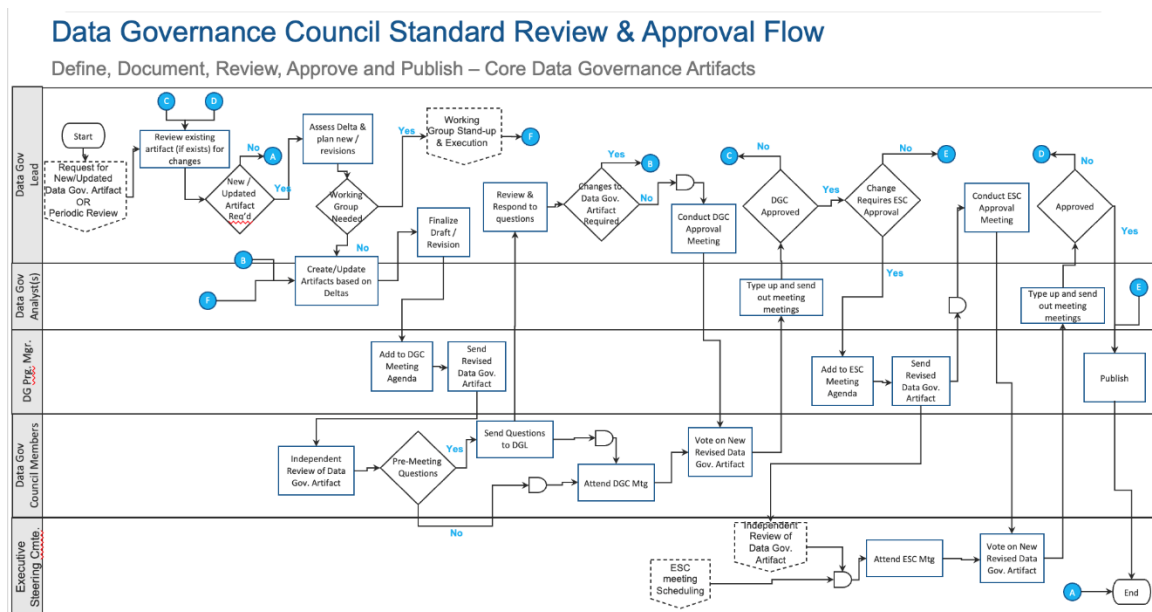 Data Governance Council Standard Review & Approval Flow
Define, Document, Review, Approve and Publish – Core Data Governance Artifacts
Data Gov
Lead
Start
Request for
New/Updated
Data Gov. Artifact
OR
Periodic Review
C
D
Review existing
artifact (if exists) for
changes
No
A
New /
Updated
Artifact
Req'd
Yes
Assess Delta &
plan new /
revisions
Working
Group
Needed
Yes
No
Working
Group Stand-up
& Execution
F
Finalize
Draft /
Revision
Review &
Respond to
questions
Changes to
Data Gov.
Artifact
Required
Yes
B
No
Conduct DGC
Approval
Meeting
C
No
DGC
Approved
Yes
Change
Requires ESC
Approval
No
E
Yes
Conduct ESC
Approval
Meeting
D
No
Approved
Yes
Data Gov
Analyst(s)
B
F
Create/Update
Artifacts based on
Deltas
Type up and send
out meeting
meetings
Type up and send
out meeting
meetings
E
DG Prg. Mgr.
Add to DGC
Meeting
Agenda
Send
Revised
Data Gov.
Artifact
Add to ESC
Meeting
Agenda
Send
Revised
Data Gov.
Artifact
Publish
Data Gov
Council Members
Independent
Review of Data
Gov. Artifact
Pre-Meeting
Questions
Yes
No
Send Questions
to DGL
Attend DGC Mtg
Vote on New
Revised Data
Gov. Artifact
Executive
Steering Cmte.
Independent
Review of
Data Gov.
Artifact
ESC
meeting
Scheduling
Attend ESC Mtg
Vote on New
Revised Data
Gov. Artifact
A
End